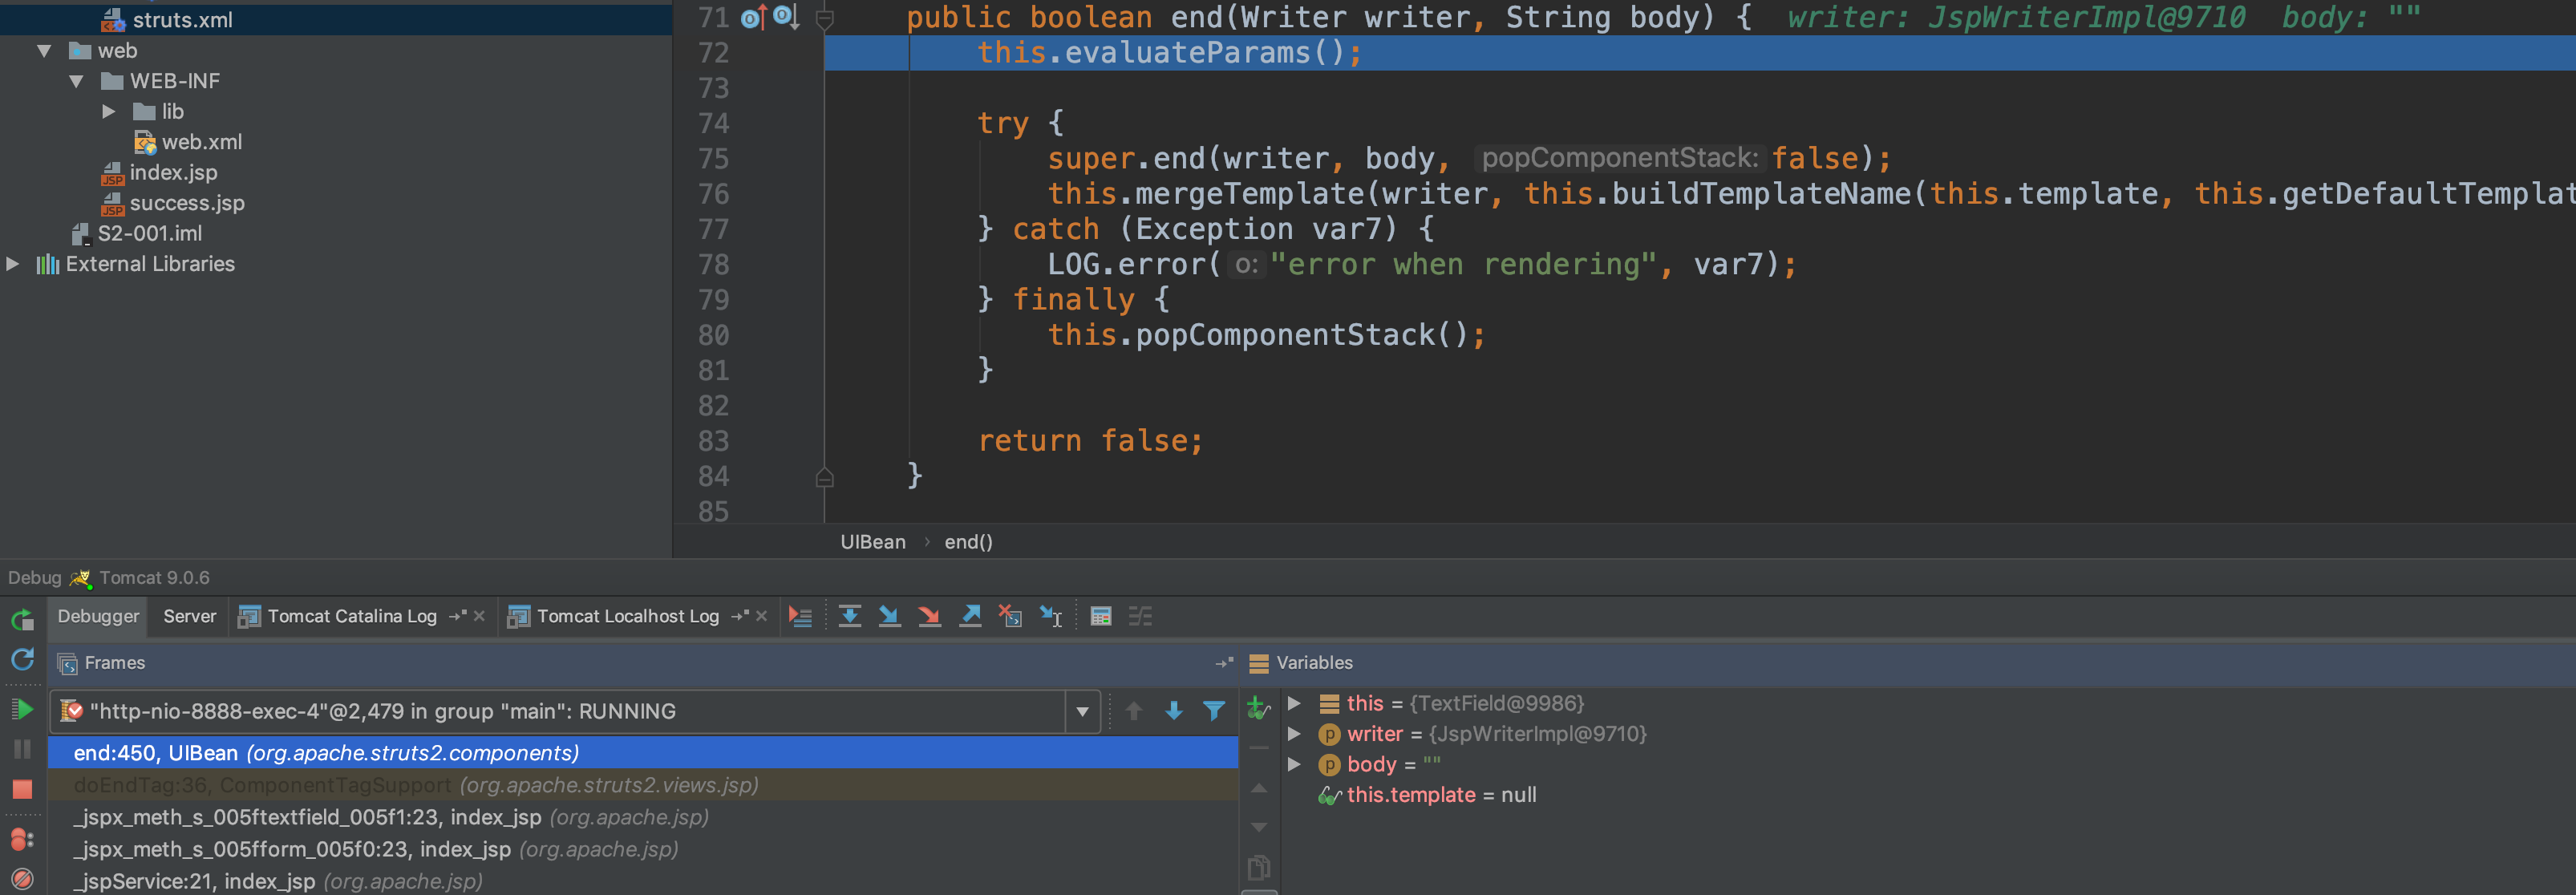 struts.xml
web
WEB-INF
lib
web.xml
index.jsp
success.jsp
S2-001.iml
External Libraries
71 public boolean end(Writer writer, String body) { writer: JspWriterImpl@9710 body: ""
72 this.evaluateParams();
73
74 try {
75 super.end(writer, body, popComponentStack: false);
76 this.mergeTemplate(writer, this.buildTemplateName(this.template, this.getDefaultTemplat
77 } catch (Exception var7) {
78 LOG.error( o: "error when rendering", var7);
79 } finally {
80 this.popComponentStack();
81 }
82
83 return false;
84 }
85
UIBean › end()
Debug Tomcat 9.0.6
Debugger Server Tomcat Catalina Log Tomcat Localhost Log
Frames
"http-nio-8888-exec-4"@2,479 in group "main": RUNNING
end:450, UIBean (org.apache.struts2.components)
doEndTag:36, ComponentTagSupport (org.apache.struts2.views.jsp)
_jspx_meth_s_005ftextfield_005f1:23, index_jsp (org.apache.jsp)
_jspx_meth_s_005fform_005f0:23, index_jsp (org.apache.jsp)
_jspService:21, index_jsp (org.apache.jsp)
Variables
this = {TextField@9986}
writer = {JspWriterImpl@9710}
body = ""
this.template = null